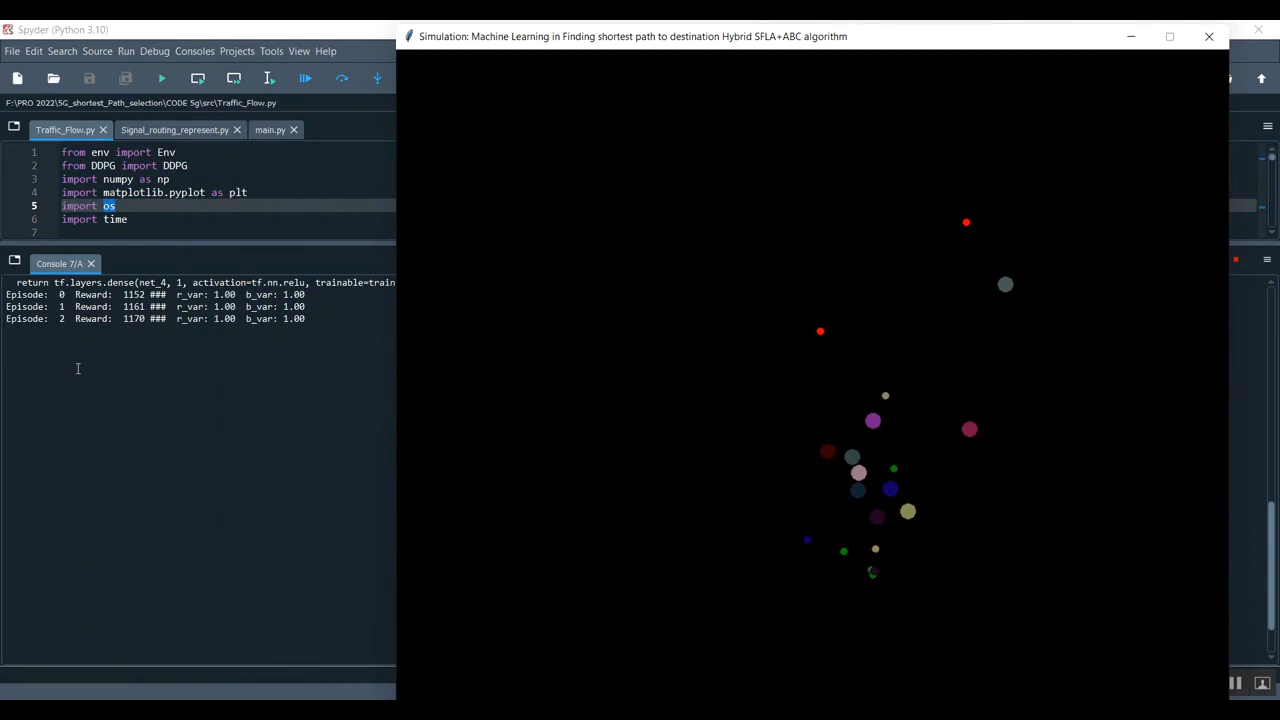 Spyder (Python 3.10)
Simulation: Machine Learning in Finding shortest path to destination Hybrid SFLA+ABC algorithm
File Edit Search Source Run Debug Consoles Projects Tools View Help
F:\PRO 2022\5G_shortest_Path_selection\CODE 5g\src\Traffic_Flow.py
Traffic_Flow.py Signal_routing_represent.py main.py
1 from env import Env
2 from DDPG import DDPG
3 import numpy as np
4 import matplotlib.pyplot as plt
5 import os
6 import time
7
Console 7/A
return tf.layers.dense(net_4, 1, activation=tf.nn.relu, trainable=train
Episode: 0 Reward: 1152 ### r_var: 1.00 b_var: 1.00
Episode: 1 Reward: 1161 ### r_var: 1.00 b_var: 1.00
Episode: 2 Reward: 1170 ### r_var: 1.00 b_var: 1.00